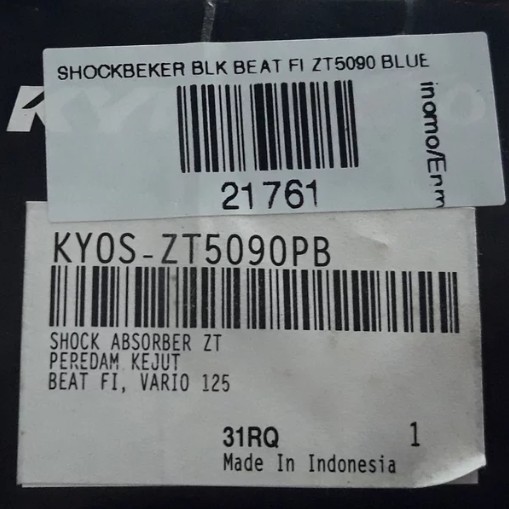 SHOCKBEKER BLK BEAT FI ZT5090 BLUE
21761
KYOS-ZT5090PB
SHOCK ABSORBER ZT
PEREDAM KEJUT
BEAT FI, VARIO 125
31RQ 1
Made In Indonesia